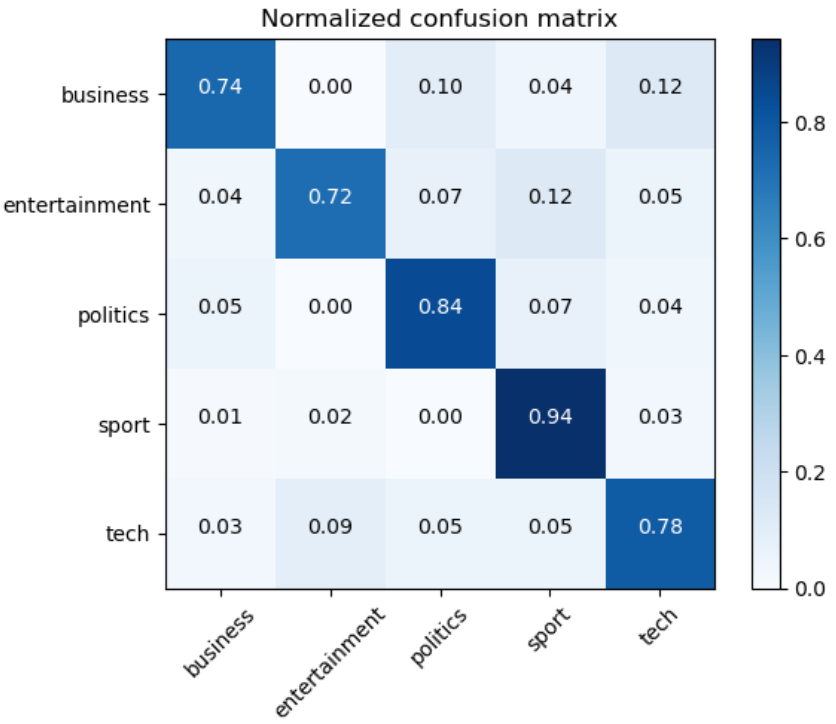 Normalized confusion matrix
business 0.74 0.00 0.10 0.04 0.12
0.8
entertainment 0.04 0.72 0.07 0.12 0.05
0.6
politics 0.05 0.00 0.84 0.07 0.04
0.4
sport 0.01 0.02 0.00 0.94 0.03
0.2
tech 0.03 0.09 0.05 0.05 0.78
0.0
business entertainment politics sport tech